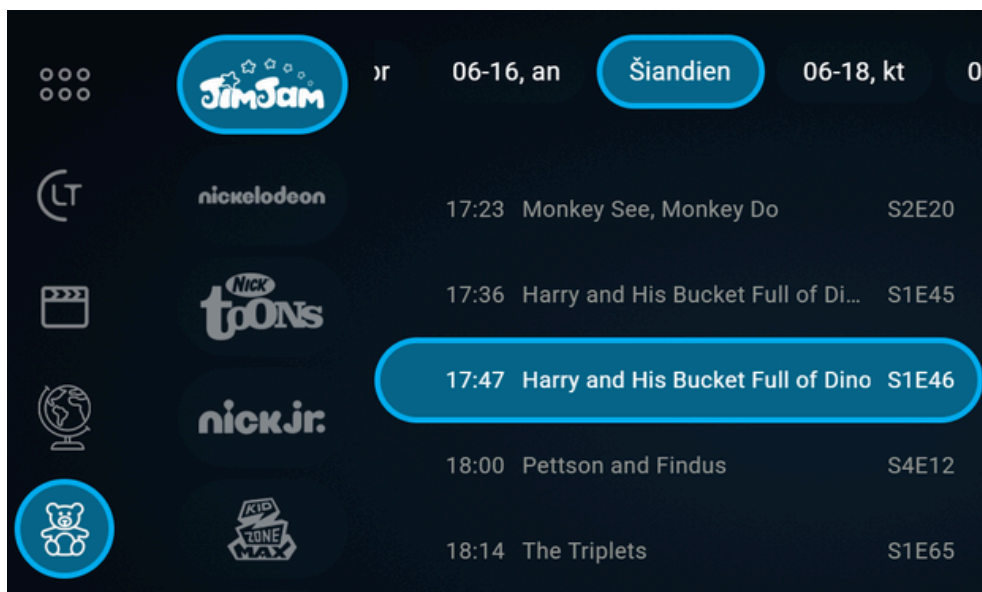 JimJam
or
06-16, an
Šiandien
06-18, kt
0
LT
nickelodeon
NICK
toONS
nick jr.
KID
ZONE
MAX
17:23 Monkey See, Monkey Do S2E20
17:36 Harry and His Bucket Full of Di... S1E45
17:47 Harry and His Bucket Full of Dino S1E46
18:00 Pettson and Findus S4E12
18:14 The Triplets S1E65